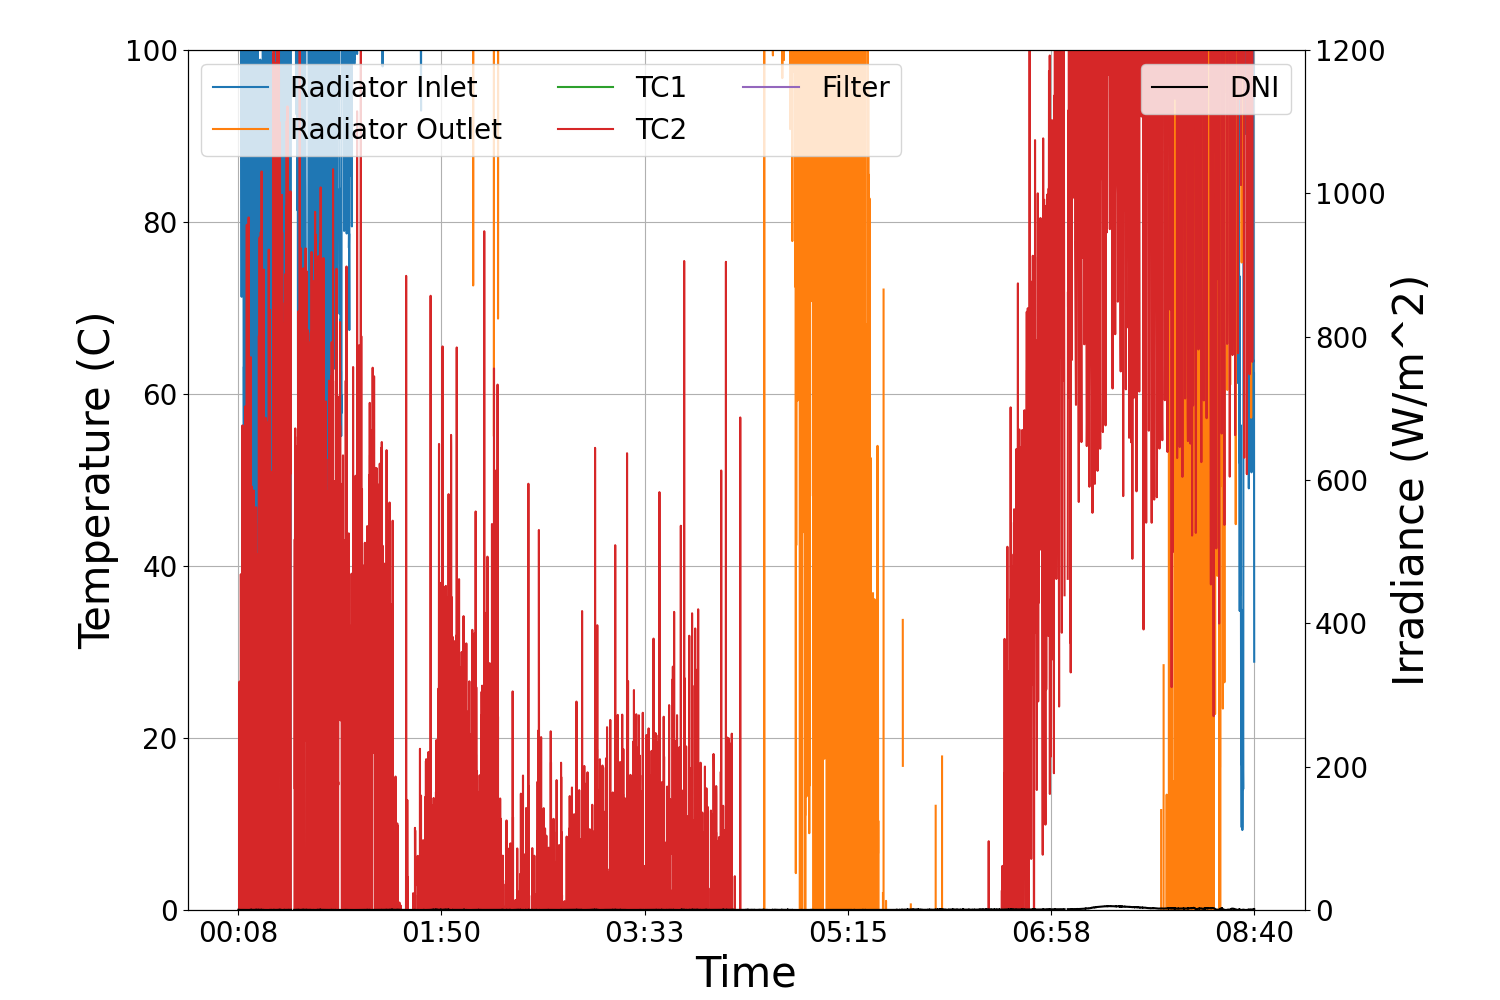 100
80
60
40
20
0
Temperature (C)
Radiator Inlet
Radiator Outlet
TC1
TC2
Filter
DNI
1200
1000
800
600
400
200
0
Irradiance (W/m^2)
00:08
01:50
03:33
05:15
06:58
08:40
Time